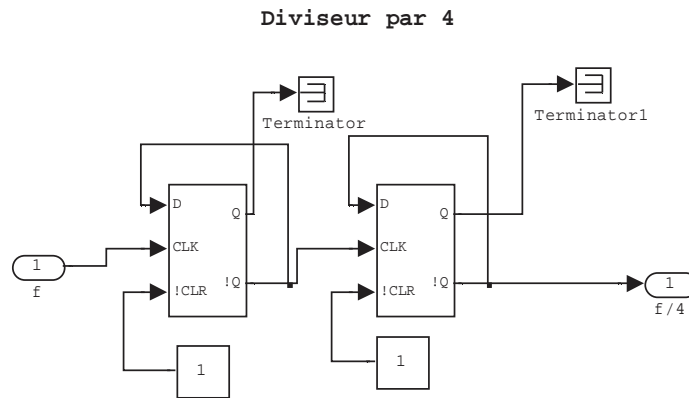 Diviseur par 4
Terminator
Terminator1
D
Q
CLK
!Q
!CLR
D
Q
CLK
!Q
!CLR
1
f
1
f/4
1
1